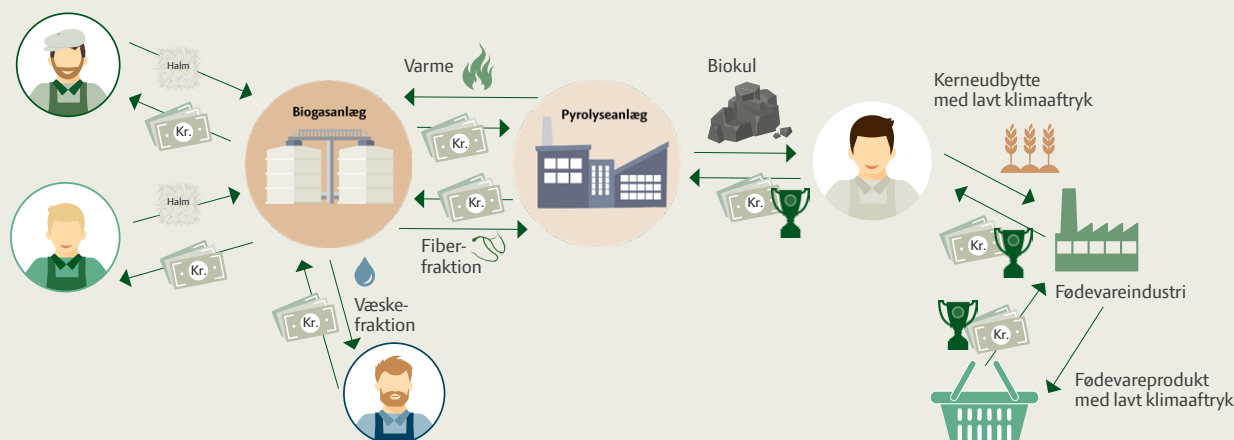 Halm
Kr.
Halm
Kr.
Biogasanlæg
Varme
Kr.
Kr.
Fiber-
fraktion
Væske-
fraktion
Kr.
Pyrolyseanlæg
Biokul
Kr.
Kerneudbytte
med lavt klimaaftryk
Kr.
Fødevareindustri
Kr.
Fødevareprodukt
med lavt klimaaftryk